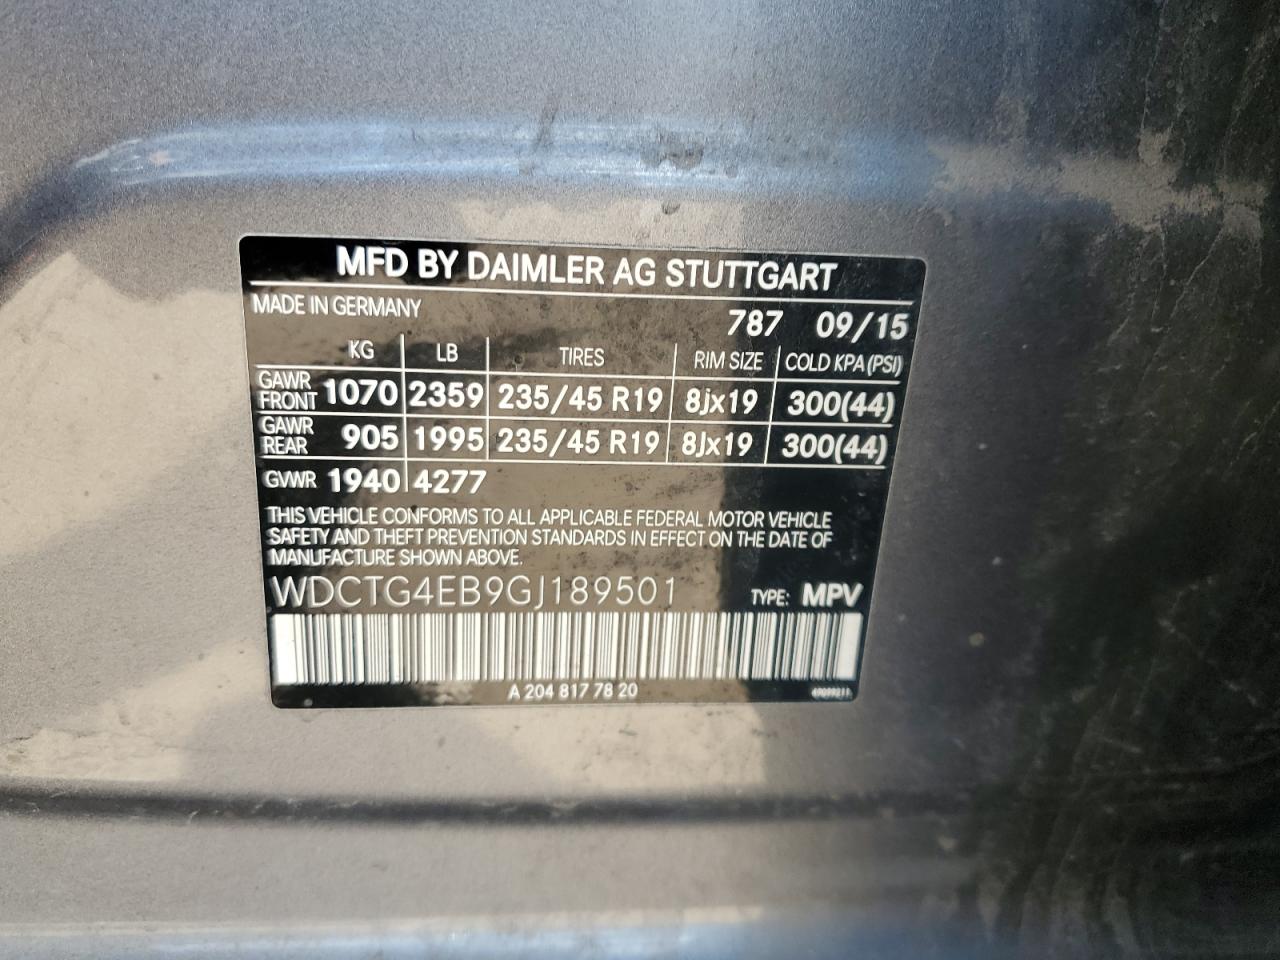 MFD BY DAIMLER AG STUTTGART
MADE IN GERMANY
787 09/15
KG LB TIRES RIM SIZE COLD KPA (PSI)
GAWR FRONT 1070 2359 235/45 R19 8Jx19 300(44)
GAWR REAR 905 1995 235/45 R19 8Jx19 300(44)
GVWR 1940 4277
THIS VEHICLE CONFORMS TO ALL APPLICABLE FEDERAL MOTOR VEHICLE
SAFETY AND THEFT PREVENTION STANDARDS IN EFFECT ON THE DATE OF
MANUFACTURE SHOWN ABOVE.
WDCTG4EB9GJ189501 TYPE: MPV
A 204 817 78 20